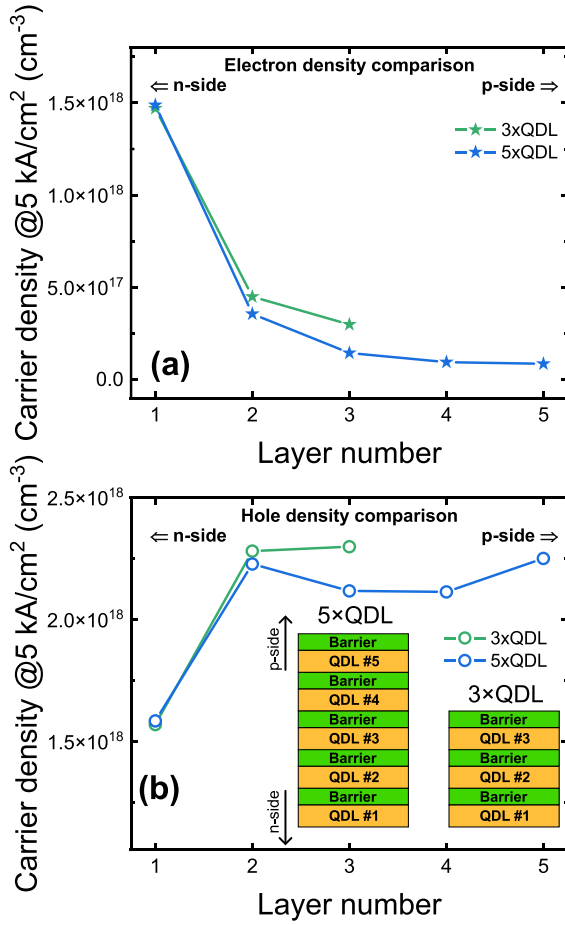 Carrier density @5 kA/cm² (cm⁻³)
Electron density comparison
⇐ n-side
p-side ⇒
3xQDL
5xQDL
1.5×10¹⁸
1.0×10¹⁸
5.0×10¹⁷
0.0
(a)
1 2 3 4 5
Layer number
Carrier density @5 kA/cm² (cm⁻³)
2.5×10¹⁸
2.0×10¹⁸
1.5×10¹⁸
Hole density comparison
⇐ n-side
p-side ⇒
3xQDL
5xQDL
5×QDL
p-side
Barrier
QDL #5
Barrier
QDL #4
Barrier
QDL #3
Barrier
QDL #2
Barrier
QDL #1
n-side
3×QDL
Barrier
QDL #3
Barrier
QDL #2
Barrier
QDL #1
(b)
1 2 3 4 5
Layer number